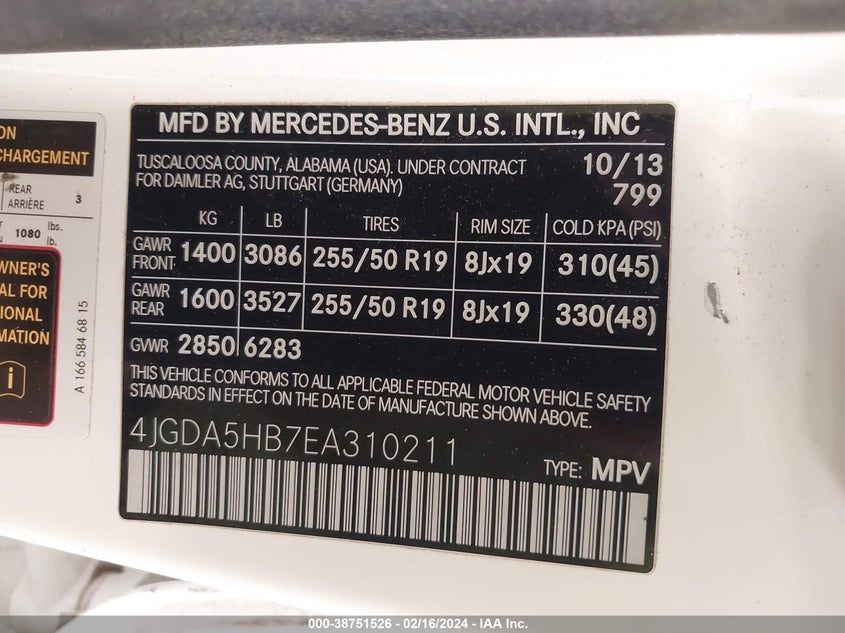 ON
CHARGEMENT
REAR
ARRIÈRE 3
1080 lbs.
lb.
WNER'S
AL FOR
IONAL
MATION
A 166 584 68 15
MFD BY MERCEDES-BENZ U.S. INTL., INC
TUSCALOOSA COUNTY, ALABAMA (USA). UNDER CONTRACT 10/13
FOR DAIMLER AG, STUTTGART (GERMANY) 799
KG LB TIRES RIM SIZE COLD KPA (PSI)
GAWR FRONT 1400 3086 255/50 R19 8Jx19 310(45)
GAWR REAR 1600 3527 255/50 R19 8Jx19 330(48)
GVWR 2850 6283
THIS VEHICLE CONFORMS TO ALL APPLICABLE FEDERAL MOTOR VEHICLE SAFETY
STANDARDS IN EFFECT ON THE DATE OF MANUFACTURE SHOWN ABOVE.
4JGDA5HB7EA310211
TYPE: MPV
000-38751526 - 02/16/2024 - IAA Inc.